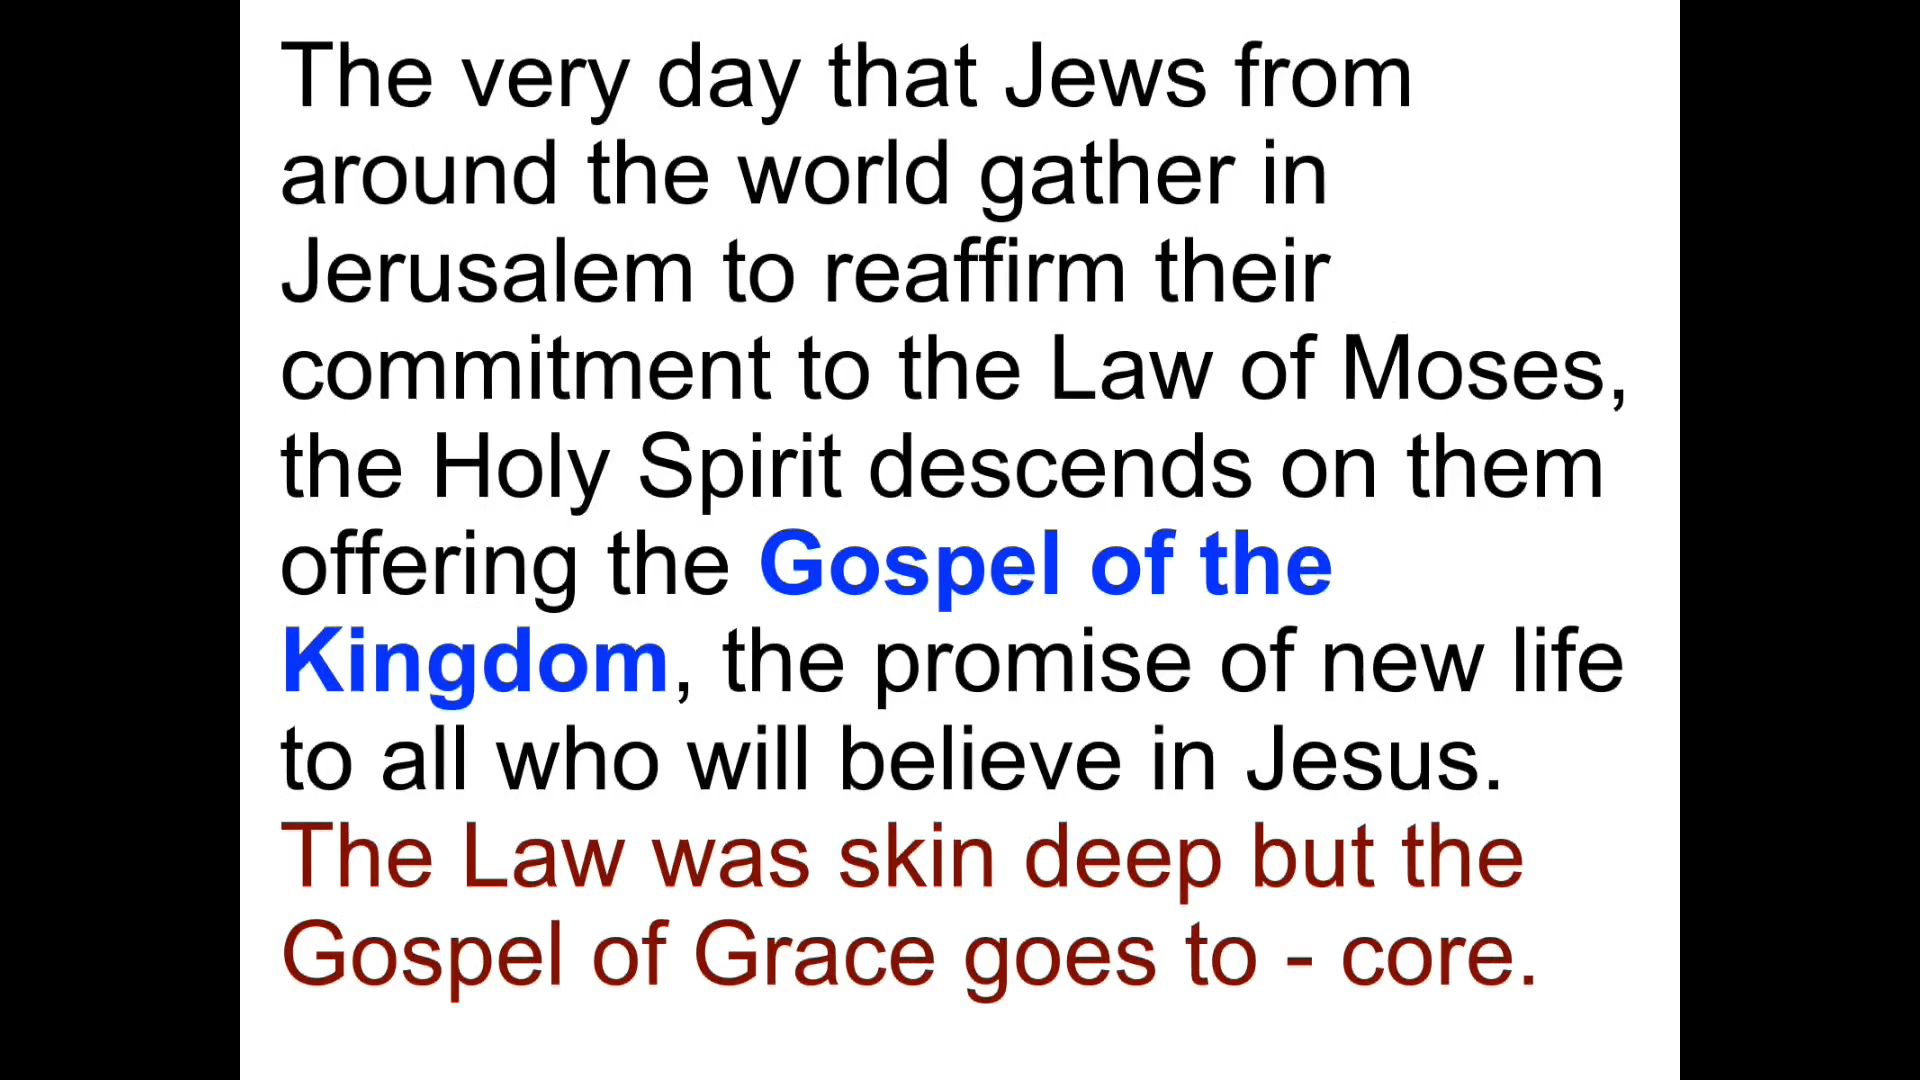 The very day that Jews from
around the world gather in
Jerusalem to reaffirm their
commitment to the Law of Moses,
the Holy Spirit descends on them
offering the Gospel of the
Kingdom, the promise of new life
to all who will believe in Jesus.
The Law was skin deep but the
Gospel of Grace goes to - core.